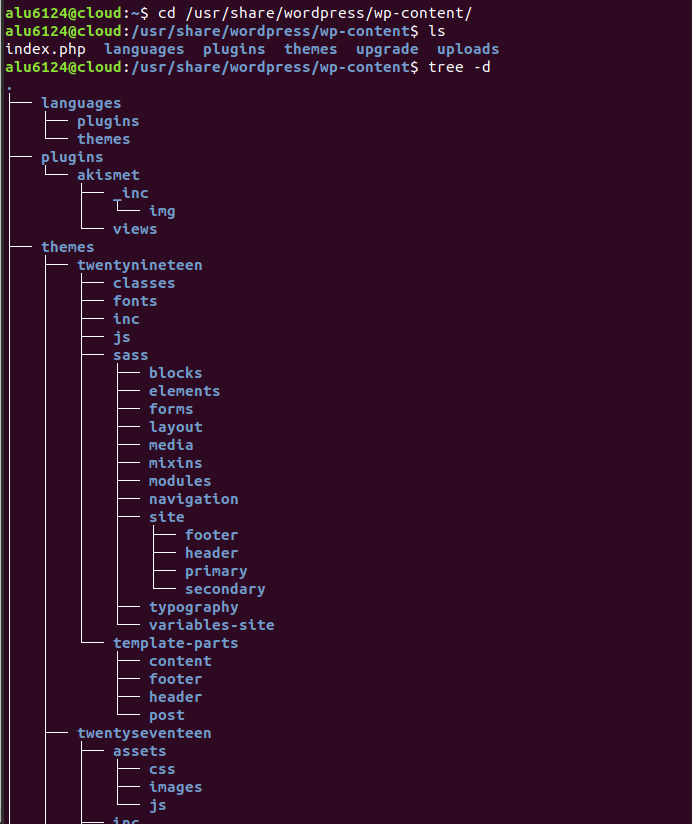 alu6124@cloud:~$ cd /usr/share/wordpress/wp-content/
alu6124@cloud:/usr/share/wordpress/wp-content$ ls
index.php  languages  plugins  themes  upgrade  uploads
alu6124@cloud:/usr/share/wordpress/wp-content$ tree -d
.
├── languages
│   ├── plugins
│   └── themes
├── plugins
│   └── akismet
│       ├── _inc
│       │   └── img
│       └── views
├── themes
│   ├── twentynineteen
│   │   ├── classes
│   │   ├── fonts
│   │   ├── inc
│   │   ├── js
│   │   ├── sass
│   │   │   ├── blocks
│   │   │   ├── elements
│   │   │   ├── forms
│   │   │   ├── layout
│   │   │   ├── media
│   │   │   ├── mixins
│   │   │   ├── modules
│   │   │   ├── navigation
│   │   │   ├── site
│   │   │   │   ├── footer
│   │   │   │   ├── header
│   │   │   │   ├── primary
│   │   │   │   └── secondary
│   │   │   ├── typography
│   │   │   └── variables-site
│   │   └── template-parts
│   │       ├── content
│   │       ├── footer
│   │       ├── header
│   │       └── post
│   ├── twentyseventeen
│   │   ├── assets
│   │   │   ├── css
│   │   │   ├── images
│   │   │   └── js
│   │   ├── inc